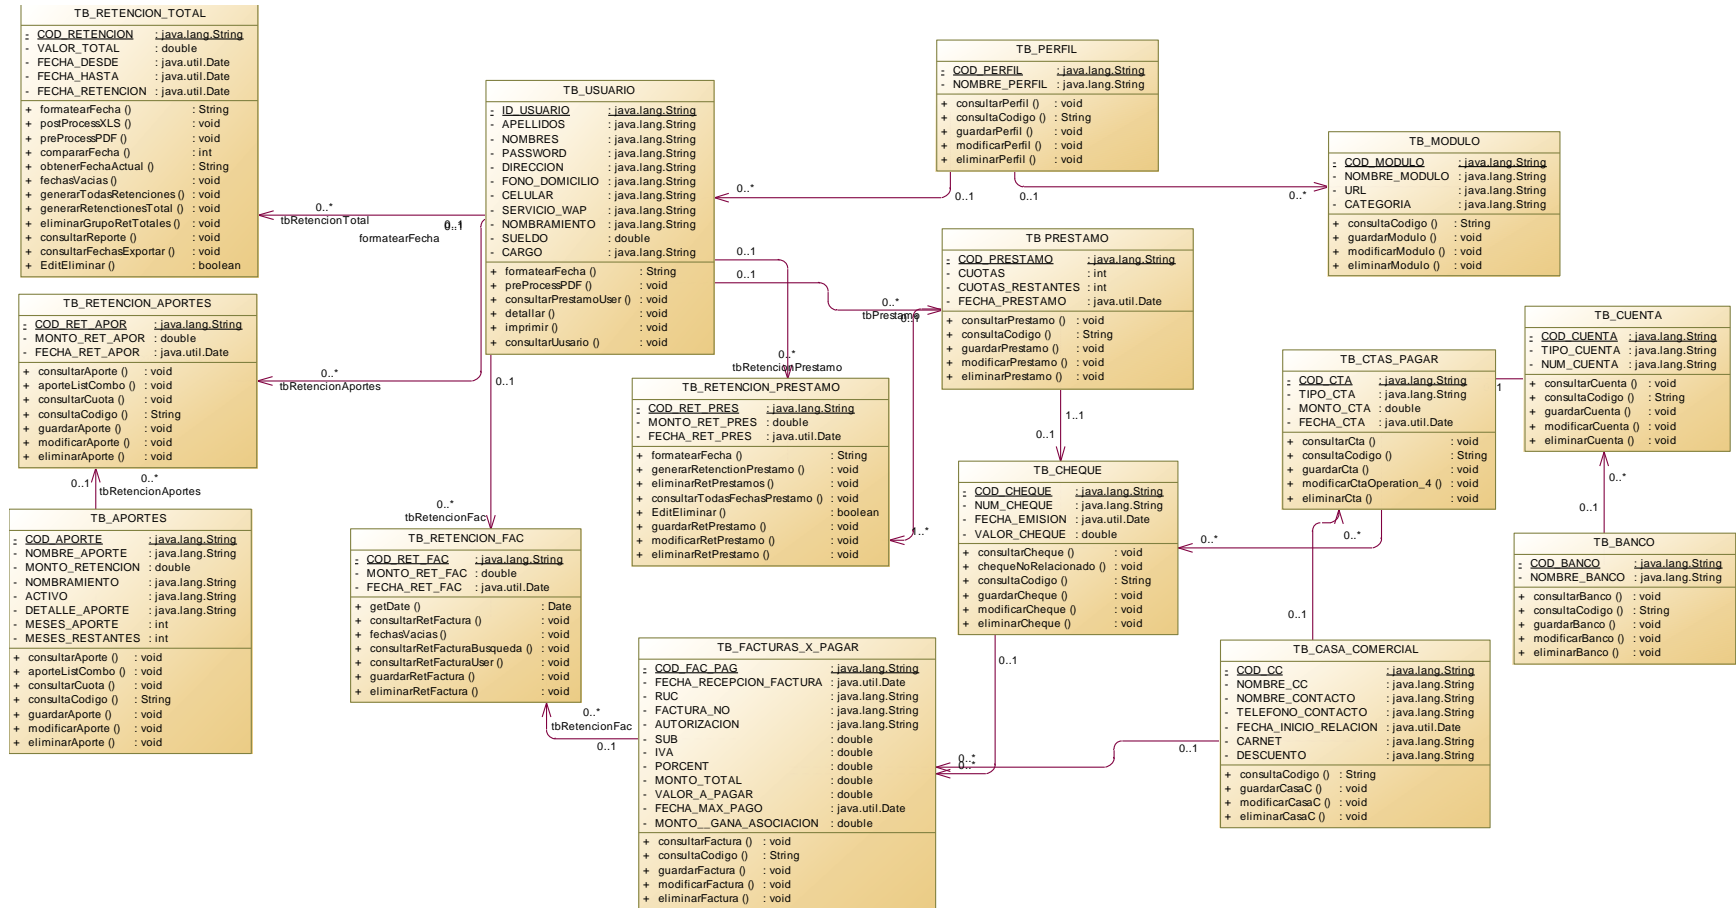 TB_RETENCION_TOTAL
- COD_RETENCION : java.lang.String
- VALOR_TOTAL : double
- FECHA_DESDE : java.util.Date
- FECHA_HASTA : java.util.Date
- FECHA_RETENCION : java.util.Date
+ formatearFecha () : String
+ postProcessXLS () : void
+ preProcessPDF () : void
+ compararFecha () : int
+ obtenerFechaActual () : String
+ fechasVacias () : void
+ generarTodasRetenciones () : void
+ generarRetenctionesTotal () : void
+ eliminarGrupoRetTotales () : void
+ consultarReporte () : void
+ consultarFechasExportar () : void
+ EditEliminar () : boolean
TB_RETENCION_APORTES
- COD_RET_APOR : java.lang.String
- MONTO_RET_APOR : double
- FECHA_RET_APOR : java.util.Date
+ consultarAporte () : void
+ aporteListCombo () : void
+ consultarCuota () : void
+ consultaCodigo () : String
+ guardarAporte () : void
+ modificarAporte () : void
+ eliminarAporte () : void
0..1
0..*
tbRetencionAportes
TB_APORTES
- COD_APORTE : java.lang.String
- NOMBRE_APORTE : java.lang.String
- MONTO_RETENCION : double
- NOMBRAMIENTO : java.lang.String
- ACTIVO : java.lang.String
- DETALLE_APORTE : java.lang.String
- MESES_APORTE : int
- MESES_RESTANTES : int
+ consultarAporte () : void
+ aporteListCombo () : void
+ consultarCuota () : void
+ consultaCodigo () : String
+ guardarAporte () : void
+ modificarAporte () : void
+ eliminarAporte () : void
0..*
tbRetencionTotal
0..1
0..1
formatearFecha
0..*
tbRetencionAportes
TB_USUARIO
- ID_USUARIO : java.lang.String
- APELLIDOS : java.lang.String
- NOMBRES : java.lang.String
- PASSWORD : java.lang.String
- DIRECCION : java.lang.String
- FONO_DOMICILIO : java.lang.String
- CELULAR : java.lang.String
- SERVICIO_WAP : java.lang.String
- NOMBRAMIENTO : java.lang.String
- SUELDO : double
- CARGO : java.lang.String
+ formatearFecha () : String
+ preProcessPDF () : void
+ consultarPrestamoUser () : void
+ detallar () : void
+ imprimir () : void
+ consultarUusario () : void
0..1
0..*
tbRetencionFac
TB_RETENCION_FAC
- COD_RET_FAC : java.lang.String
- MONTO_RET_FAC : double
- FECHA_RET_FAC : java.util.Date
+ getDate () : Date
+ consultarRetFactura () : void
+ fechasVacias () : void
+ consultarRetFacturaBusqueda () : void
+ consultarRetFacturaUser () : void
+ guardarRetFactura () : void
+ eliminarRetFactura () : void
0..*
tbRetencionFac
0..1
0..*
0..1
0..1
0..1
0..*
tbRetencionPrestamo
TB_RETENCION_PRESTAMO
- COD_RET_PRES : java.lang.String
- MONTO_RET_PRES : double
- FECHA_RET_PRES : java.util.Date
+ formatearFecha () : String
+ generarRetenctionPrestamo () : void
+ eliminarRetPrestamos () : void
+ consultarTodasFechasPrestamo () : void
+ EditEliminar () : boolean
+ guardarRetPrestamo () : void
+ modificarRetPrestamo () : void
+ eliminarRetPrestamo () : void
TB_FACTURAS_X_PAGAR
- COD_FAC_PAG : java.lang.String
- FECHA_RECEPCION_FACTURA : java.util.Date
- RUC : java.lang.String
- FACTURA_NO : java.lang.String
- AUTORIZACION : java.lang.String
- SUB : double
- IVA : double
- PORCENT : double
- MONTO_TOTAL : double
- VALOR_A_PAGAR : double
- FECHA_MAX_PAGO : java.util.Date
- MONTO__GANA_ASOCIACION : double
+ consultarFactura () : void
+ consultaCodigo () : String
+ guardarFactura () : void
+ modificarFactura () : void
+ eliminarFactura () : void
TB_PERFIL
- COD_PERFIL : java.lang.String
- NOMBRE_PERFIL : java.lang.String
+ consultarPerfil () : void
+ consultaCodigo () : String
+ guardarPerfil () : void
+ modificarPerfil () : void
+ eliminarPerfil () : void
0..1
0..1
0..*
TB PRESTAMO
- COD_PRESTAMO : java.lang.String
- CUOTAS : int
- CUOTAS_RESTANTES : int
- FECHA_PRESTAMO : java.util.Date
+ consultarPrestamo () : void
+ consultaCodigo () : String
+ guardarPrestamo () : void
+ modificarPrestamo () : void
+ eliminarPrestamo () : void
0..*
tbPrestamo
0..1
1..*
1..1
0..1
TB_CHEQUE
- COD_CHEQUE : java.lang.String
- NUM_CHEQUE : java.lang.String
- FECHA_EMISION : java.util.Date
- VALOR_CHEQUE : double
+ consultarCheque () : void
+ chequeNoRelacionado () : void
+ consultaCodigo () : String
+ guardarCheque () : void
+ modificarCheque () : void
+ eliminarCheque () : void
0..1
0..*
0..*
0..1
TB_MODULO
- COD_MODULO : java.lang.String
- NOMBRE_MODULO : java.lang.String
- URL : java.lang.String
- CATEGORIA : java.lang.String
+ consultaCodigo () : String
+ guardarModulo () : void
+ modificarModulo () : void
+ eliminarModulo () : void
TB_CTAS_PAGAR
- COD_CTA : java.lang.String
- TIPO_CTA : java.lang.String
- MONTO_CTA : double
- FECHA_CTA : java.util.Date
+ consultarCta () : void
+ consultaCodigo () : String
+ guardarCta () : void
+ modificarCtaOperation_4 () : void
+ eliminarCta () : void
1
0..*
0..*
0..1
TB_CUENTA
- COD_CUENTA : java.lang.String
- TIPO_CUENTA : java.lang.String
- NUM_CUENTA : java.lang.String
+ consultarCuenta () : void
+ consultaCodigo () : String
+ guardarCuenta () : void
+ modificarCuenta () : void
+ eliminarCuenta () : void
0..*
0..1
TB_BANCO
- COD_BANCO : java.lang.String
- NOMBRE_BANCO : java.lang.String
+ consultarBanco () : void
+ consultaCodigo () : String
+ guardarBanco () : void
+ modificarBanco () : void
+ eliminarBanco () : void
TB_CASA_COMERCIAL
- COD_CC : java.lang.String
- NOMBRE_CC : java.lang.String
- NOMBRE_CONTACTO : java.lang.String
- TELEFONO_CONTACTO : java.lang.String
- FECHA_INICIO_RELACION : java.util.Date
- CARNET : java.lang.String
- DESCUENTO : java.lang.String
+ consultaCodigo () : String
+ guardarCasaC () : void
+ modificarCasaC () : void
+ eliminarCasaC () : void